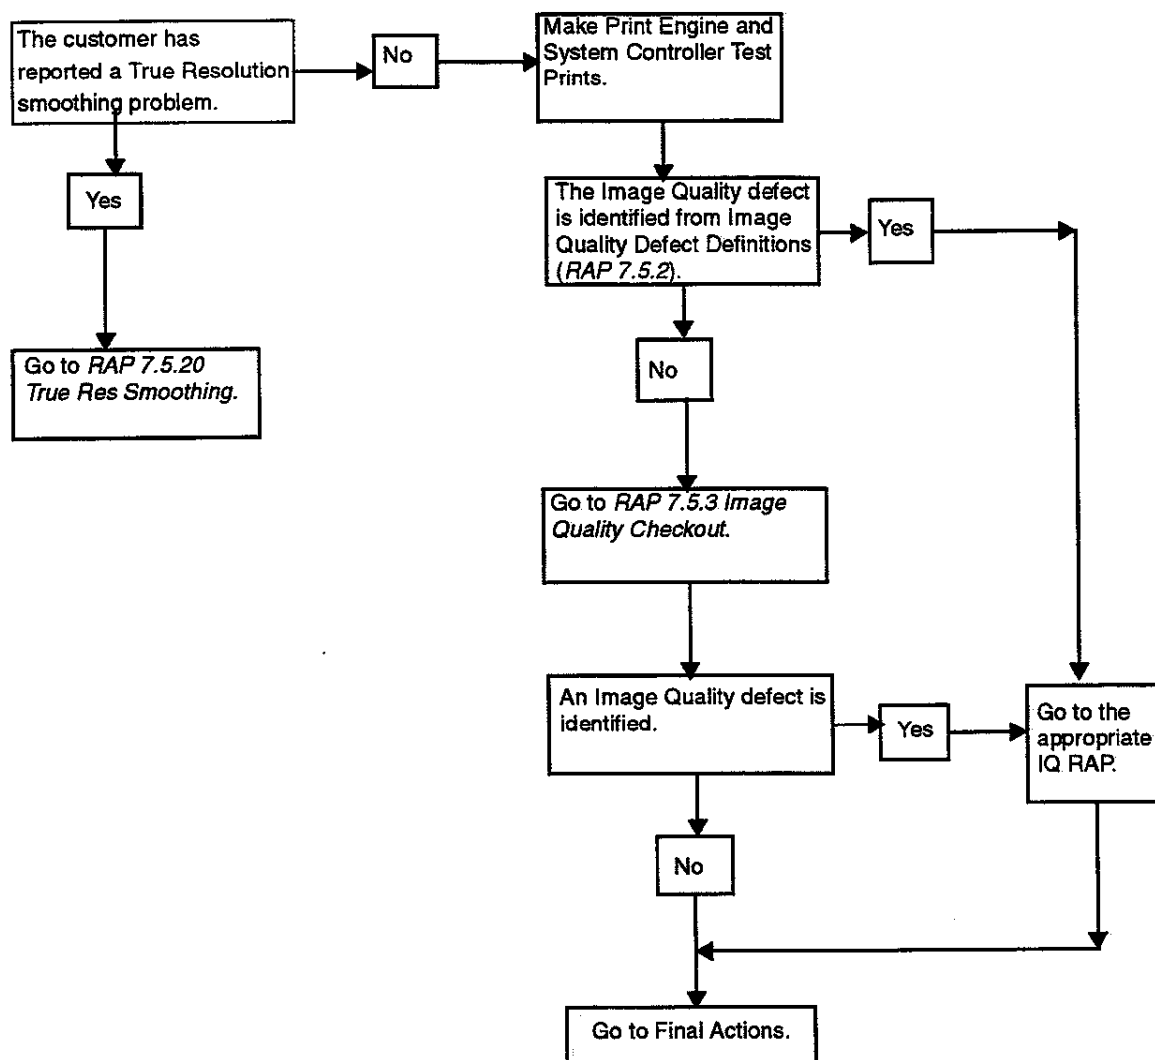 The customer has
reported a True Resolution
smoothing problem.
No
Make Print Engine and
System Controller Test
Prints.
Yes
The Image Quality defect
is identified from Image
Quality Defect Definitions
(RAP 7.5.2).
Yes
Go to RAP 7.5.20
True Res Smoothing.
No
Go to RAP 7.5.3 Image
Quality Checkout.
An Image Quality defect is
identified.
Yes
Go to the
appropriate
IQ RAP.
No
Go to Final Actions.